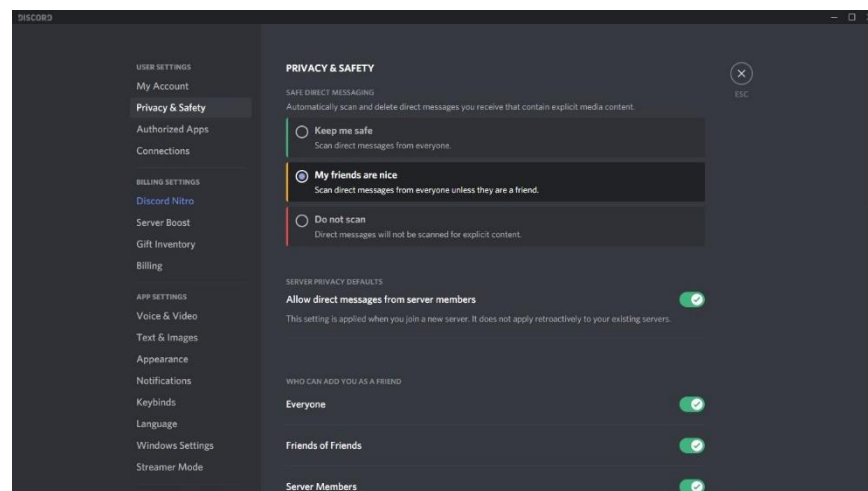 DISCORD
USER SETTINGS
My Account
Privacy & Safety
Authorized Apps
Connections
BILLING SETTINGS
Discord Nitro
Server Boost
Gift Inventory
Billing
APP SETTINGS
Voice & Video
Text & Images
Appearance
Notifications
Keybinds
Language
Windows Settings
Streamer Mode
PRIVACY & SAFETY
SAFE DIRECT MESSAGING
Automatically scan and delete direct messages you receive that contain explicit media content.
Keep me safe
Scan direct messages from everyone.
My friends are nice
Scan direct messages from everyone unless they are a friend.
Do not scan
Direct messages will not be scanned for explicit content.
SERVER PRIVACY DEFAULTS
Allow direct messages from server members
This setting is applied when you join a new server. It does not apply retroactively to your existing servers.
WHO CAN ADD YOU AS A FRIEND
Everyone
Friends of Friends
Server Members
ESC